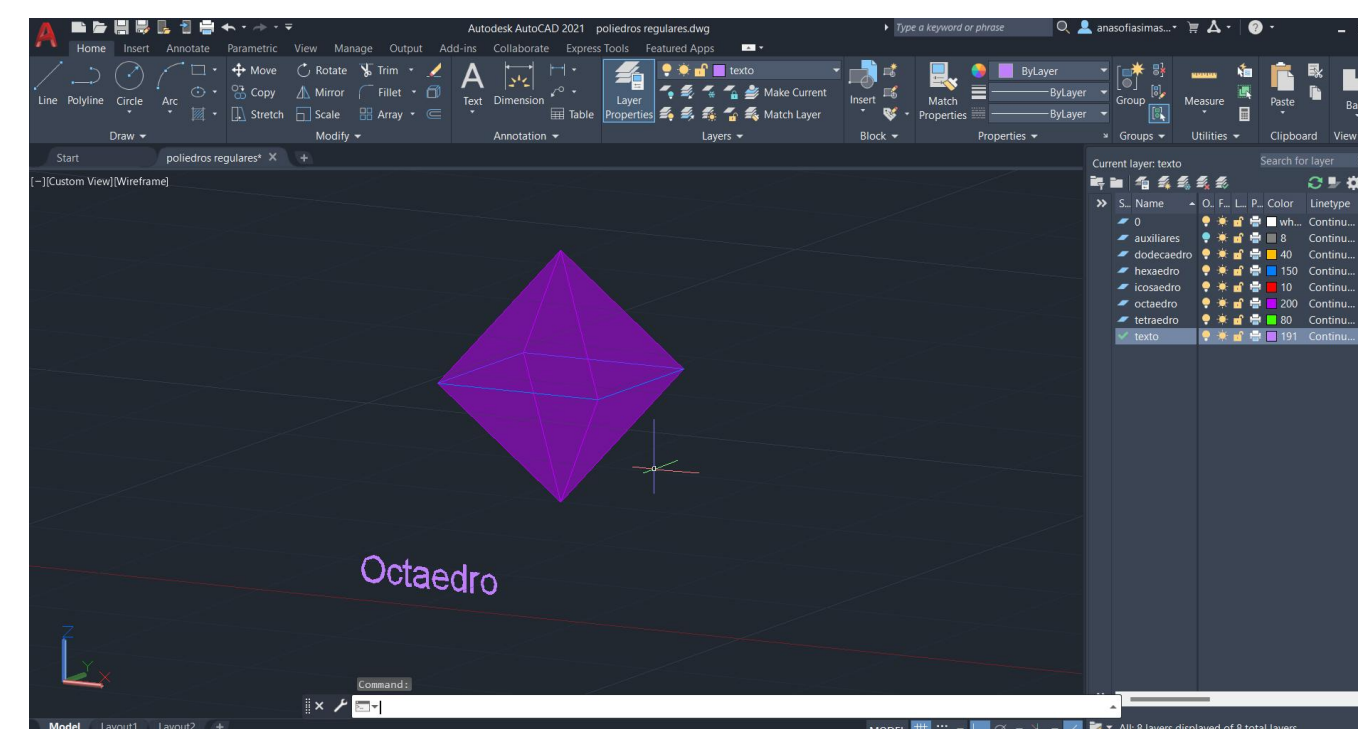 Autodesk AutoCAD 2021 poliedros regulares.dwg Type a keyword or phrase anasofiasimas...
Home Insert Annotate Parametric View Manage Output Add-ins Collaborate Express Tools Featured Apps
Line Polyline Circle Arc
Move Rotate Trim
Copy Mirror Fillet
Stretch Scale Array
Text Dimension
Table
Layer
Properties
texto
Make Current
Match Layer
Insert
Match
Properties
ByLayer
ByLayer
ByLayer
Group
Measure
Paste
Ba
Draw Modify Annotation Layers Block Properties Groups Utilities Clipboard View
Start poliedros regulares* +
[−][Custom View][Wireframe]
Current layer: texto Search for layer
S.. Name O.. F... L... P... Color Linetype
0 wh... Continu...
auxiliares 8 Continu...
dodecaedro 40 Continu...
hexaedro 150 Continu...
icosaedro 10 Continu...
octaedro 200 Continu...
tetraedro 80 Continu...
texto 191 Continu...
Octaedro
Z
Y
X
Command:
Model Layout1 Layout2 + MODEL All: 8 layers displayed of 8 total layers